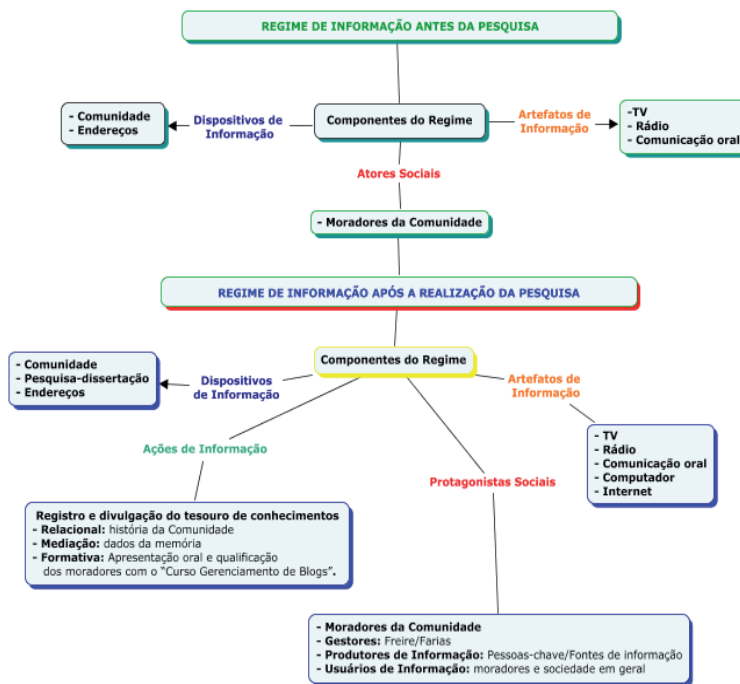 REGIME DE INFORMAÇÃO ANTES DA PESQUISA
- Comunidade
- Endereços
Dispositivos de
Informação
Componentes do Regime
Artefatos de
Informação
-TV
- Rádio
- Comunicação oral
Atores Sociais
- Moradores da Comunidade
REGIME DE INFORMAÇÃO APÓS A REALIZAÇÃO DA PESQUISA
Componentes do Regime
- Comunidade
- Pesquisa-dissertação
- Endereços
Dispositivos
de Informação
Artefatos de
Informação
- TV
- Rádio
- Comunicação oral
- Computador
- Internet
Ações de Informação
Protagonistas Sociais
Registro e divulgação do tesouro de conhecimentos
- Relacional: história da Comunidade
- Mediação: dados da memória
- Formativa: Apresentação oral e qualificação
dos moradores com o “Curso Gerenciamento de Blogs”.
- Moradores da Comunidade
- Gestores: Freire/Farias
- Produtores de Informação: Pessoas-chave/Fontes de informação
- Usuários de Informação: moradores e sociedade em geral